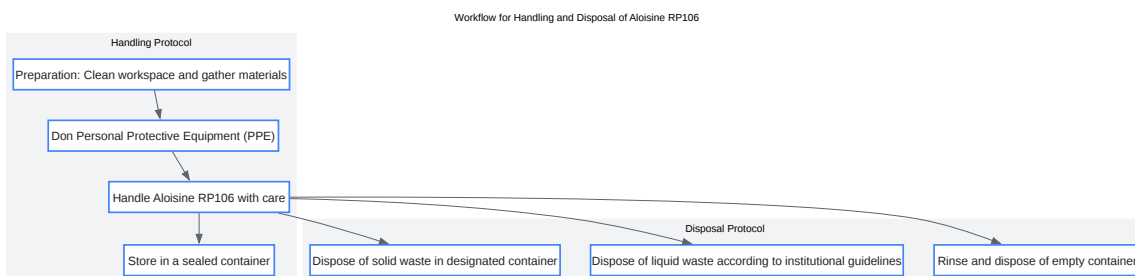 Workflow for Handling and Disposal of Aloisine RP106
Handling Protocol
Preparation: Clean workspace and gather materials
Don Personal Protective Equipment (PPE)
Handle Aloisine RP106 with care
Store in a sealed container
Disposal Protocol
Dispose of solid waste in designated container
Dispose of liquid waste according to institutional guidelines
Rinse and dispose of empty container